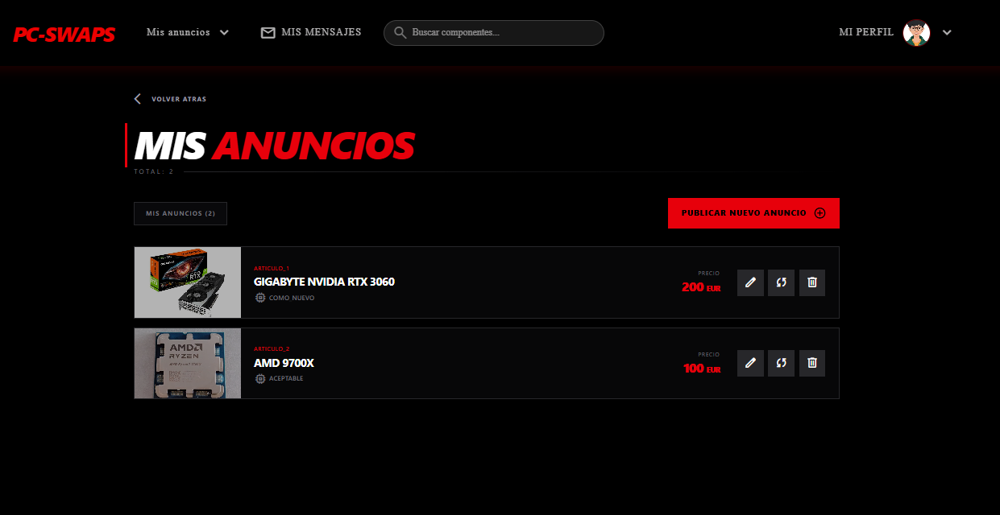 PC-SWAPS
Mis anuncios
MIS MENSAJES
Buscar componentes...
MI PERFIL
VOLVER ATRAS
MIS ANUNCIOS
TOTAL: 2
MIS ANUNCIOS (2)
PUBLICAR NUEVO ANUNCIO
ARTICULO_1
GIGABYTE NVIDIA RTX 3060
COMO NUEVO
PRECIO
200 EUR
AMD
RYZEN
ARTICULO_2
AMD 9700X
ACEPTABLE
PRECIO
100 EUR